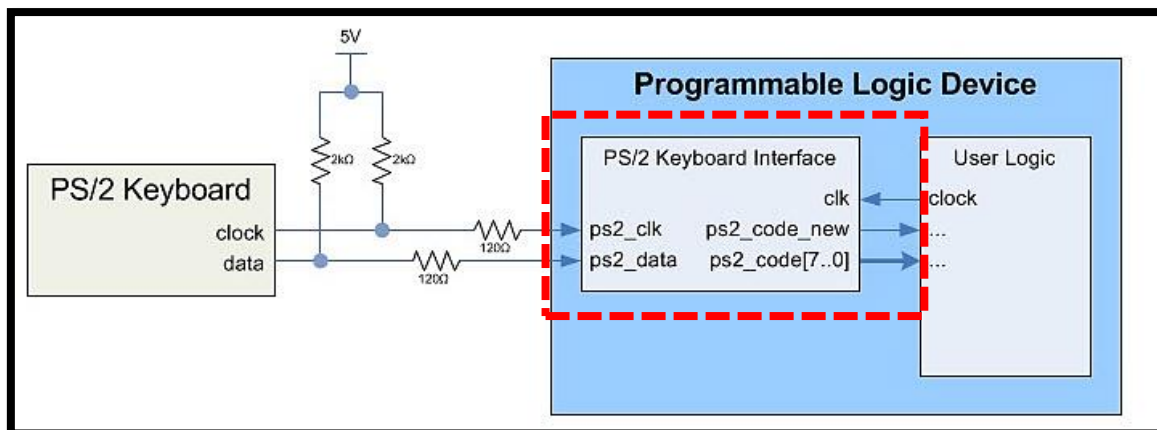 5V
Programmable Logic Device
2kΩ
2kΩ
PS/2 Keyboard
clock
data
120Ω
120Ω
PS/2 Keyboard Interface
clk
ps2_clk
ps2_code_new
ps2_data
ps2_code[7..0]
User Logic
clock
...
...